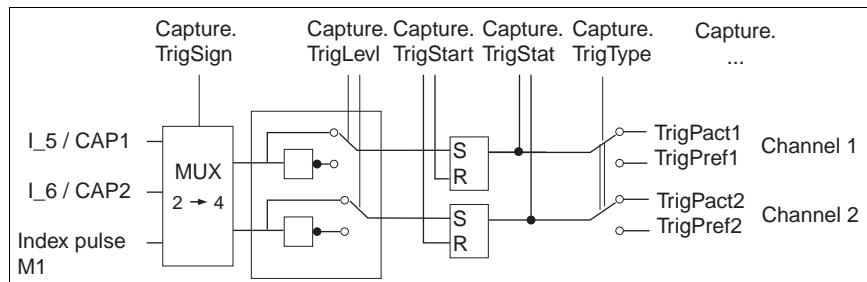 Capture. Capture. Capture. Capture. Capture. Capture.
TrigSign TrigLevl TrigStart TrigStat TrigType ...
I_5 / CAP1
I_6 / CAP2
Index pulse
M1
MUX
2 → 4
S
R
S
R
TrigPact1
TrigPref1
Channel 1
TrigPact2
TrigPref2
Channel 2